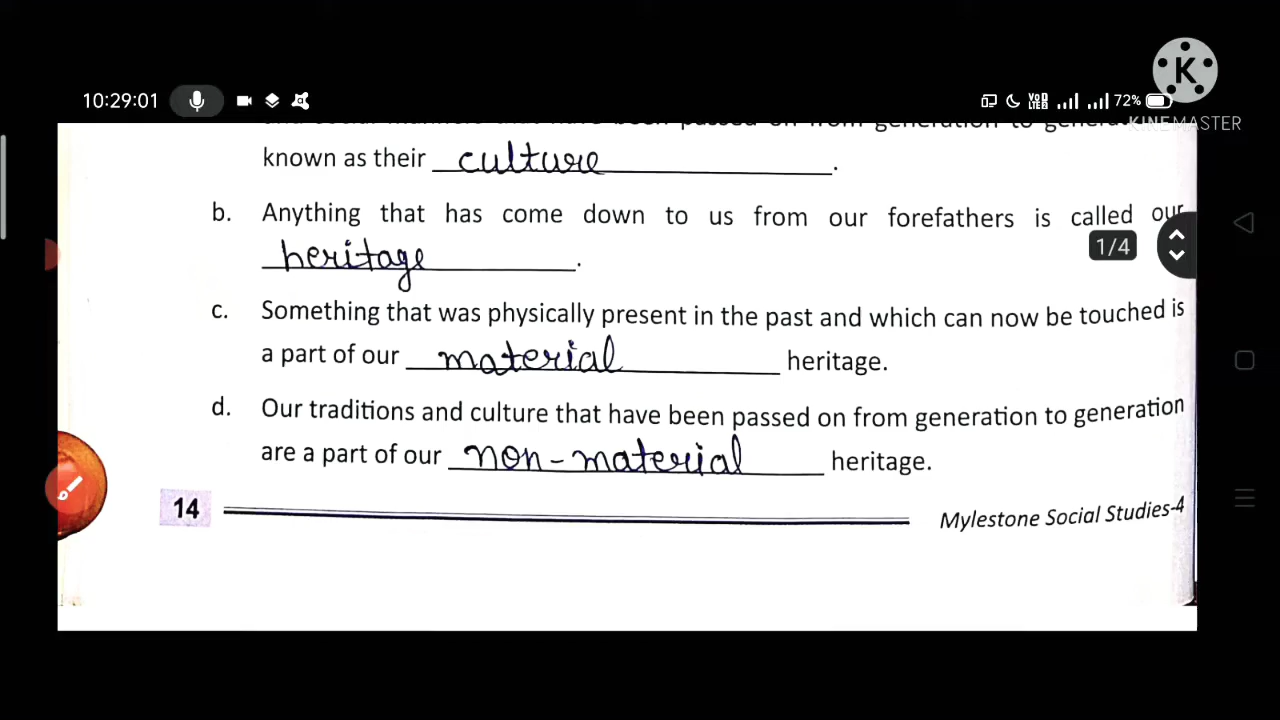 10:29:01 VoD LTE 72%
KINEMASTER
known as their culture.
b. Anything that has come down to us from our forefathers is called our
1/4
heritage.
c. Something that was physically present in the past and which can now be touched is
a part of our material heritage.
d. Our traditions and culture that have been passed on from generation to generation
are a part of our non-material heritage.
14 Mylestone Social Studies-4